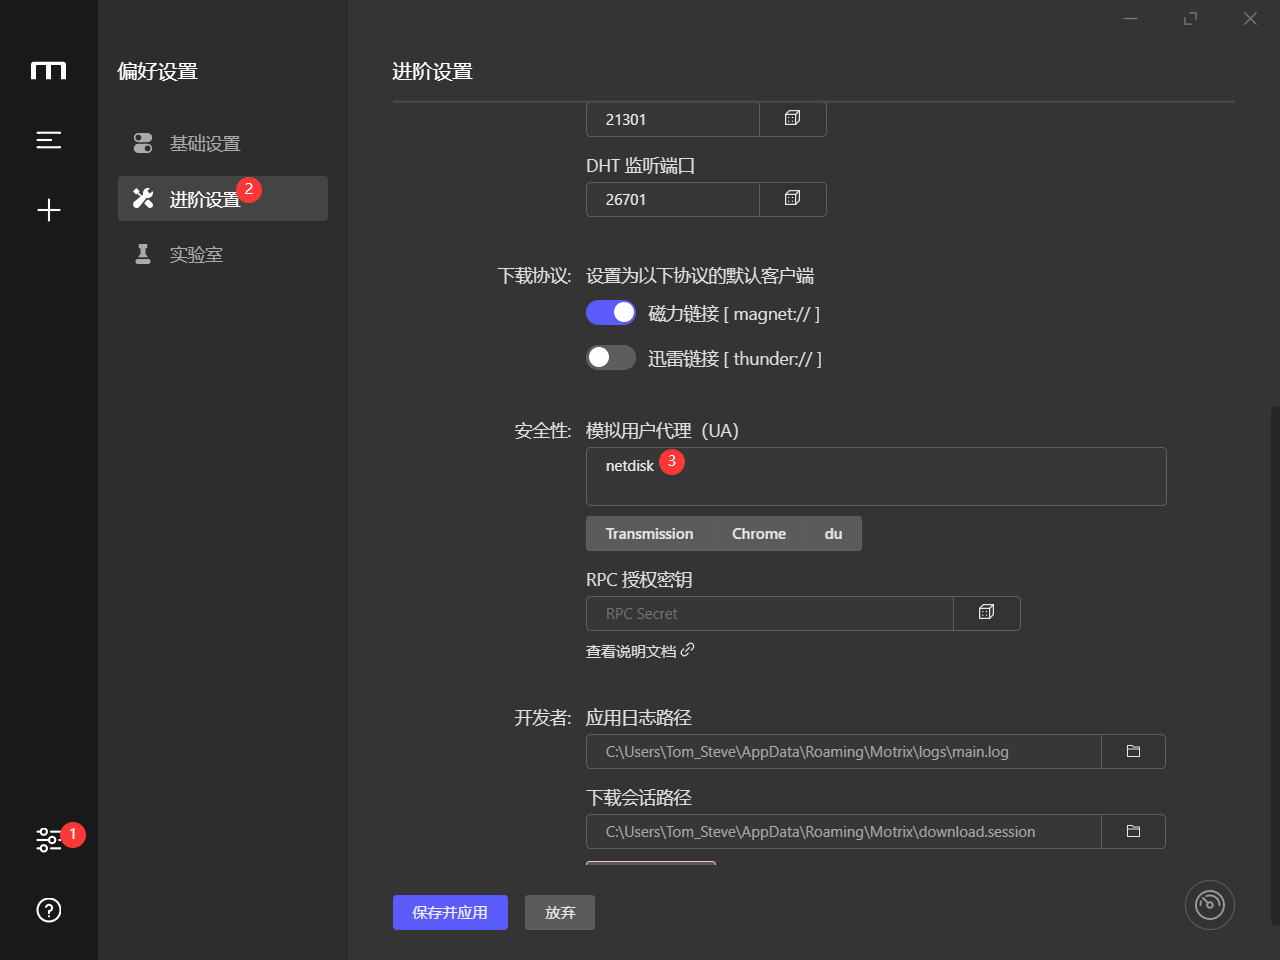 偏好设置
基础设置
进阶设置
2
实验室
1
进阶设置
21301
DHT 监听端口
26701
下载协议: 设置为以下协议的默认客户端
磁力链接 [ magnet:// ]
迅雷链接 [ thunder:// ]
安全性: 模拟用户代理（UA）
netdisk
3
Transmission Chrome du
RPC 授权密钥
RPC Secret
查看说明文档
开发者: 应用日志路径
C:\Users\Tom_Steve\AppData\Roaming\Motrix\logs\main.log
下载会话路径
C:\Users\Tom_Steve\AppData\Roaming\Motrix\download.session
保存并应用 放弃